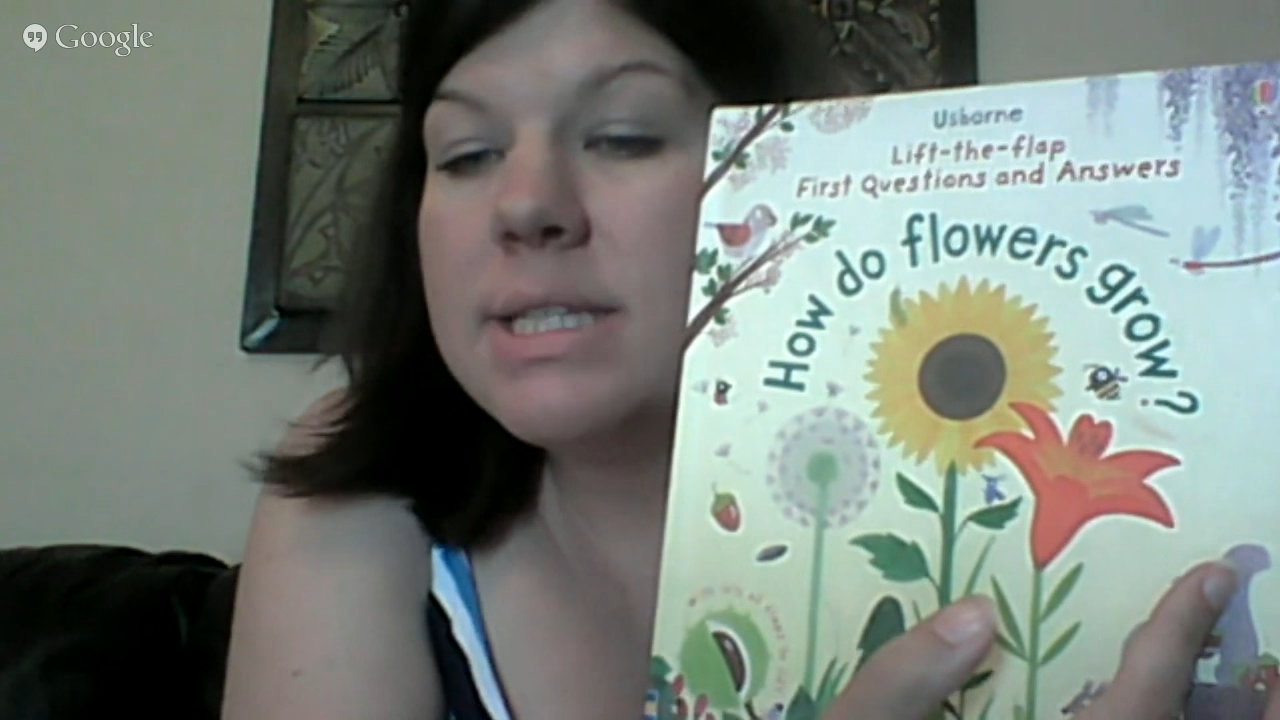 Google
Usborne
Lift-the-flap
First Questions and Answers
How do flowers grow?